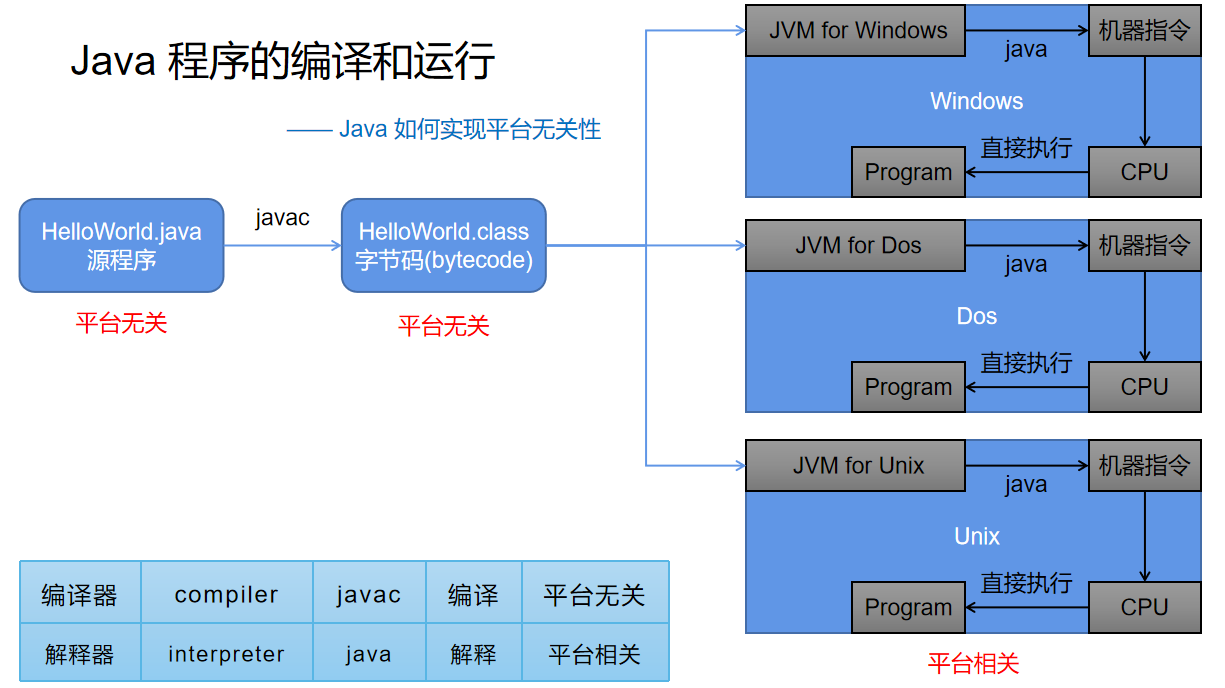 Java 程序的编译和运行
—— Java 如何实现平台无关性
HelloWorld.java
源程序
平台无关
javac
HelloWorld.class
字节码(bytecode)
平台无关
JVM for Windows
java
机器指令
Windows
直接执行
Program
CPU
JVM for Dos
java
机器指令
Dos
直接执行
Program
CPU
JVM for Unix
java
机器指令
Unix
直接执行
Program
CPU
平台相关
编译器 compiler javac 编译 平台无关
解释器 interpreter java 解释 平台相关